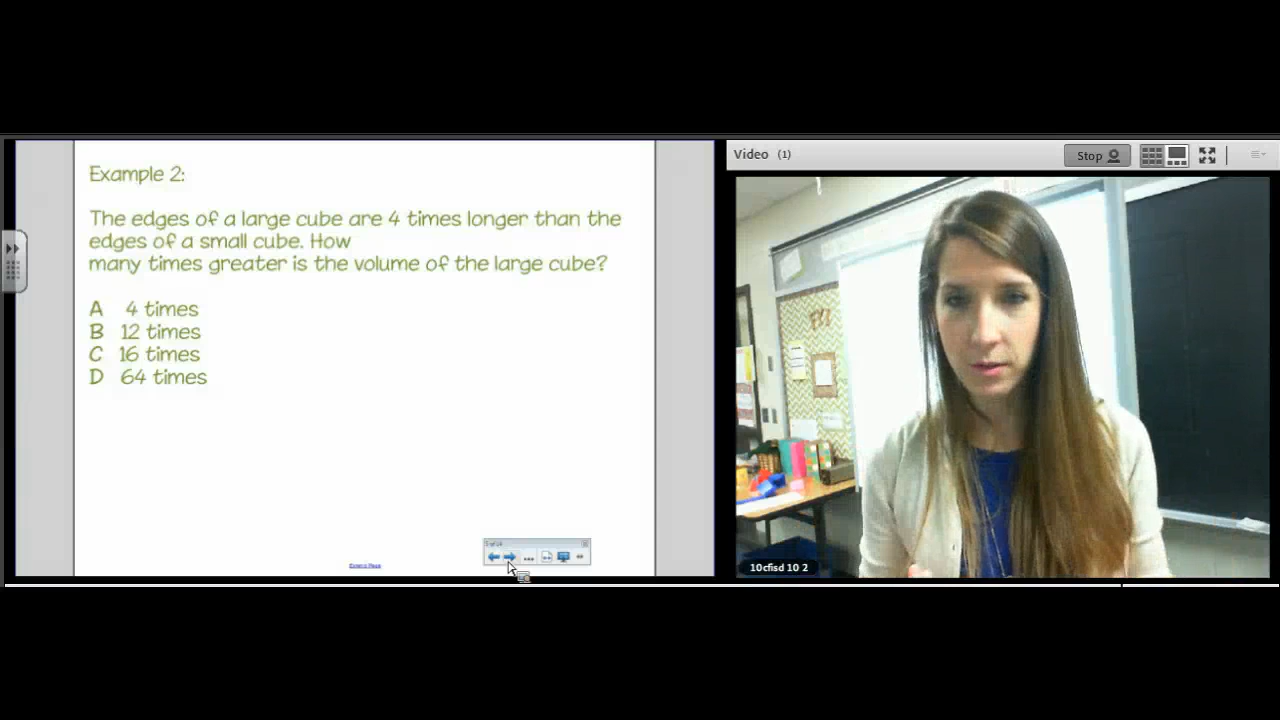 Example 2:
The edges of a large cube are 4 times longer than the
edges of a small cube. How
many times greater is the volume of the large cube?
A 4 times
B 12 times
C 16 times
D 64 times
Video (1)
Stop
10cfisd 10 2